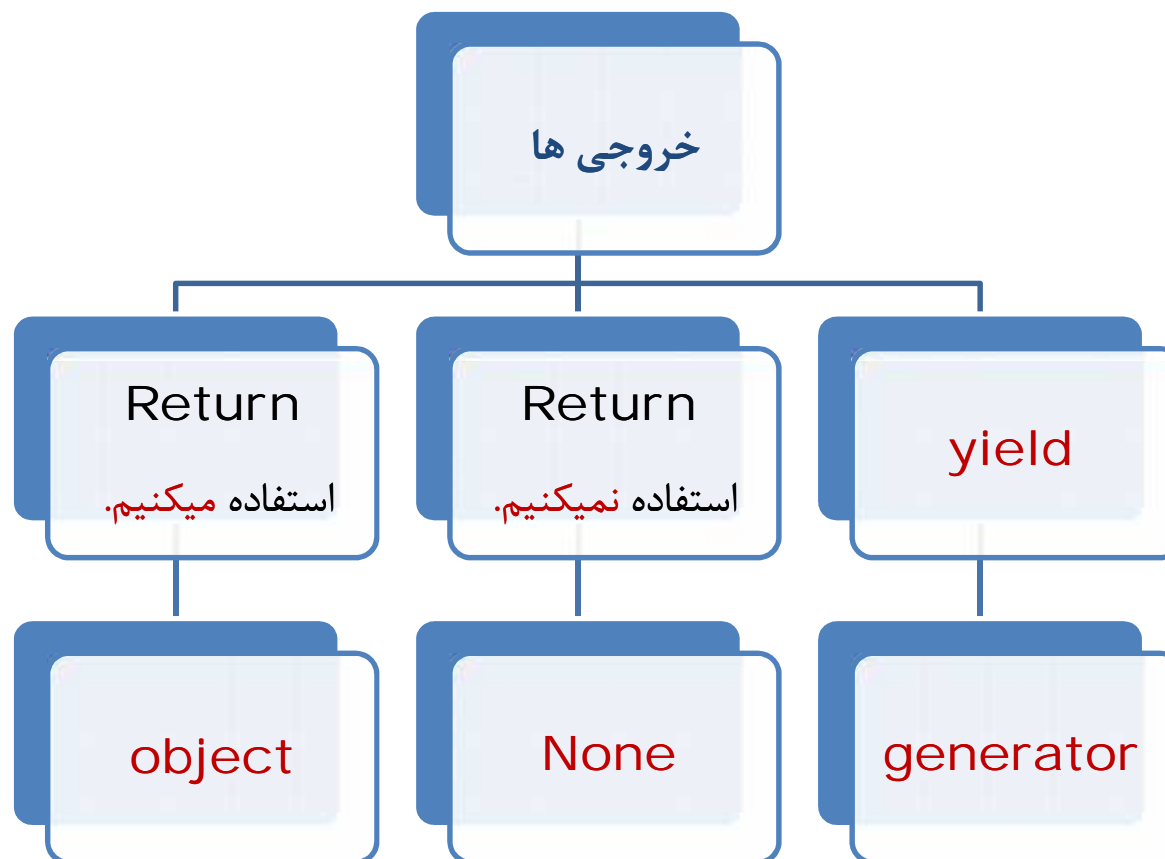 خروجی ها
Return
استفاده میکنیم.
Return
استفاده نمیکنیم.
yield
object
None
generator